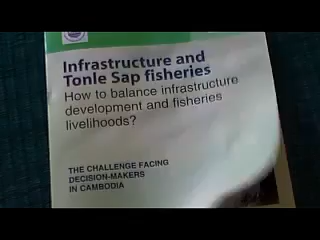 Infrastructure and
Tonle Sap fisheries
How to balance infrastructure
development and fisheries
livelihoods?
THE CHALLENGE FACING
DECISION-MAKERS
IN CAMBODIA